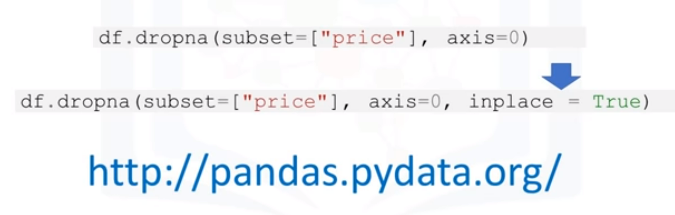 df.dropna(subset=["price"], axis=0)
df.dropna(subset=["price"], axis=0, inplace = True)
http://pandas.pydata.org/